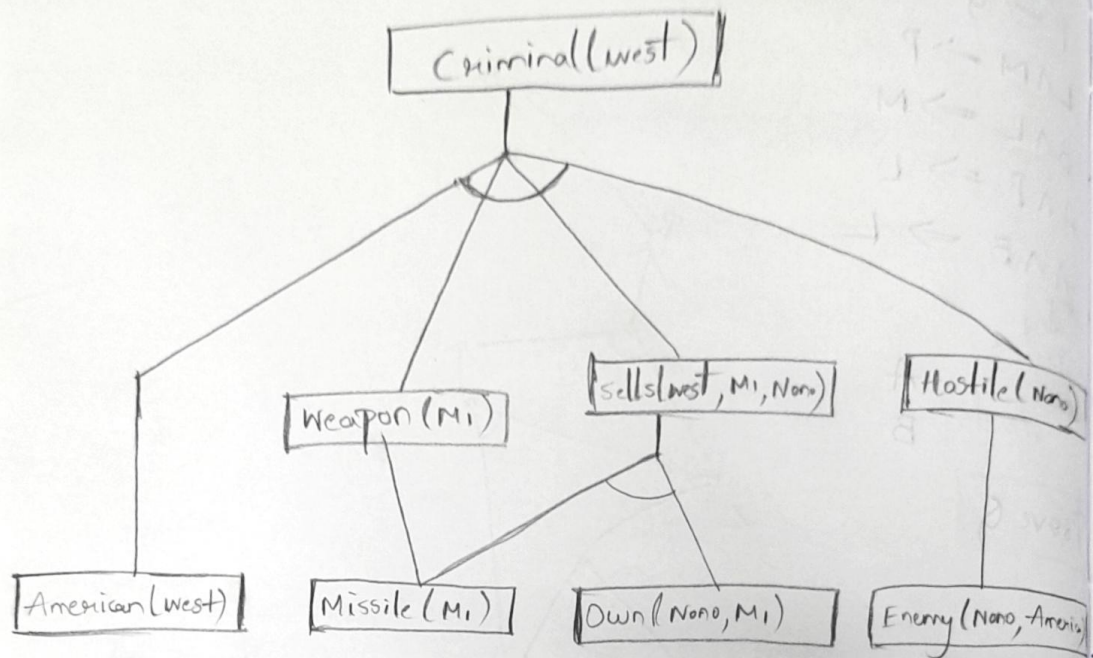 Criminal(west)
Weapon(M1)
Sells(west, M1, Nono)
Hostile(Nono)
American(west)
Missile(M1)
Own(Nono, M1)
Enemy(Nono, America